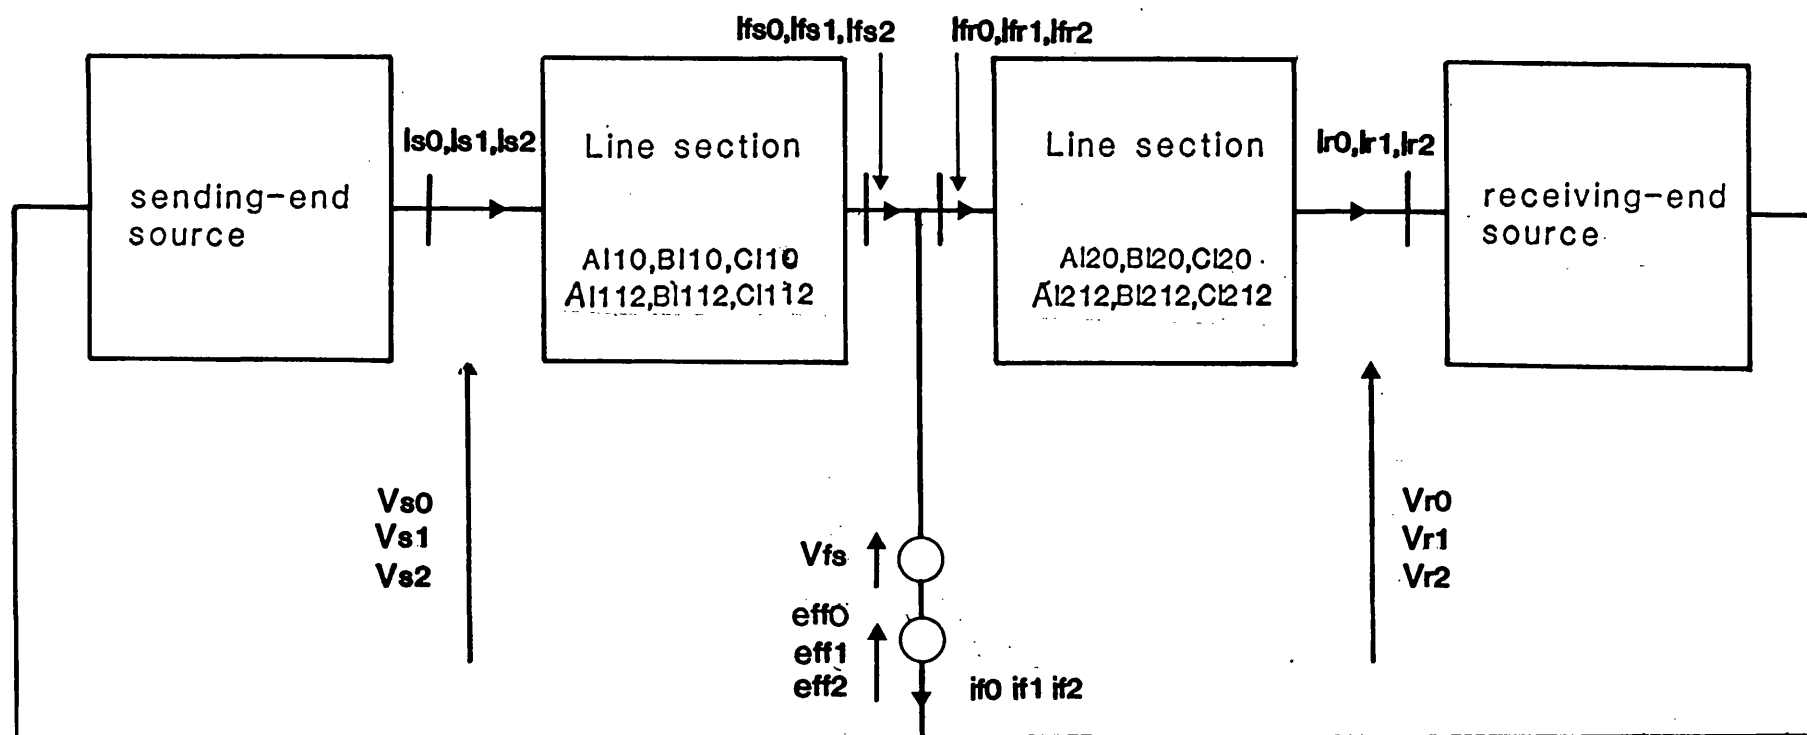 Ifs0,Ifs1,Ifs2
Ifr0,Ifr1,Ifr2
Is0,Is1,Is2
Line section
Line section
Ir0,Ir1,Ir2
sending-end
source
receiving-end
source
Al10,Bl10,Cl10
Al112,Bl112,Cl112
Al20,Bl20,Cl20
Al212,Bl212,Cl212
Vs0
Vs1
Vs2
Vr0
Vr1
Vr2
Vfs
eff0
eff1
eff2
if0 if1 if2